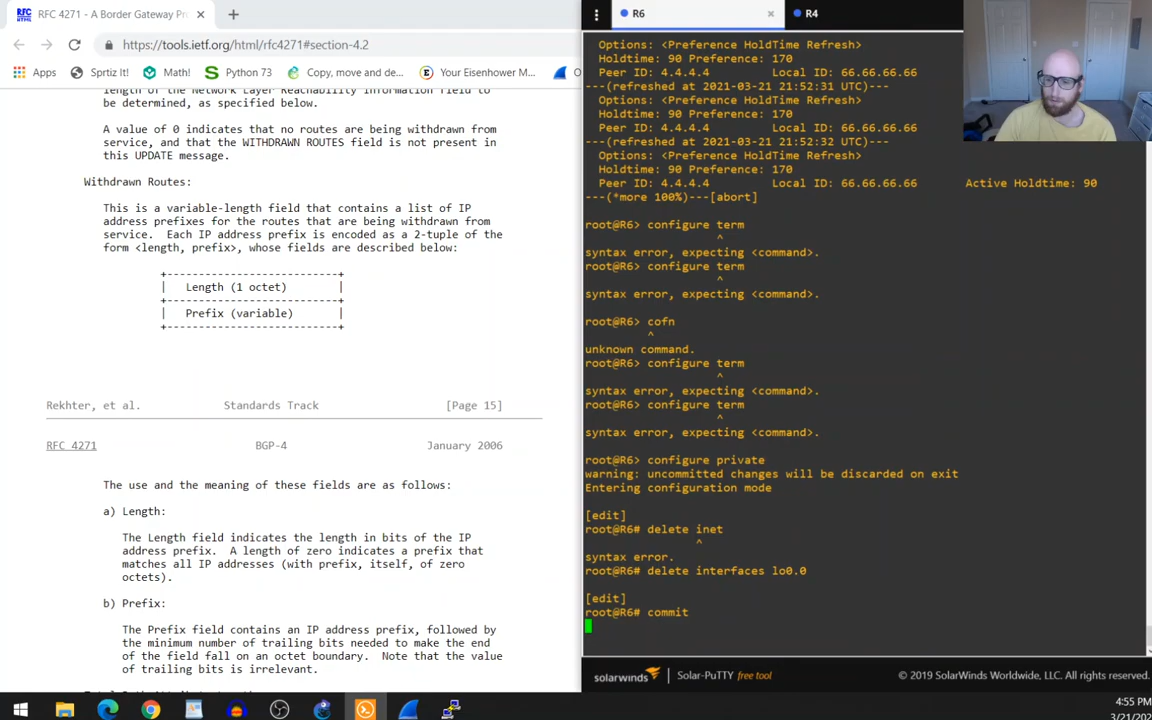 RFC 4271 - A Border Gateway Pr
https://tools.ietf.org/html/rfc4271#section-4.2
Apps
Sprtiz It!
Math!
Python 73
Copy, move and de...
Your Eisenhower M...
length of the Network Layer Reachability Information field to
be determined, as specified below.
A value of 0 indicates that no routes are being withdrawn from
service, and that the WITHDRAWN ROUTES field is not present in
this UPDATE message.
Withdrawn Routes:
This is a variable-length field that contains a list of IP
address prefixes for the routes that are being withdrawn from
service.  Each IP address prefix is encoded as a 2-tuple of the
form <length, prefix>, whose fields are described below:
+---------------------------+
|   Length (1 octet)        |
+---------------------------+
|   Prefix (variable)       |
+---------------------------+
Rekhter, et al.             Standards Track                    [Page 15]
RFC 4271                        BGP-4                       January 2006
The use and the meaning of these fields are as follows:
a) Length:
The Length field indicates the length in bits of the IP
address prefix.  A length of zero indicates a prefix that
matches all IP addresses (with prefix, itself, of zero
octets).
b) Prefix:
The Prefix field contains an IP address prefix, followed by
the minimum number of trailing bits needed to make the end
of the field fall on an octet boundary.  Note that the value
of trailing bits is irrelevant.
R6
R4
Options: <Preference HoldTime Refresh>
Holdtime: 90 Preference: 170
Peer ID: 4.4.4.4         Local ID: 66.66.66.66
---(refreshed at 2021-03-21 21:52:31 UTC)---
Options: <Preference HoldTime Refresh>
Holdtime: 90 Preference: 170
Peer ID: 4.4.4.4         Local ID: 66.66.66.66
---(refreshed at 2021-03-21 21:52:32 UTC)---
Options: <Preference HoldTime Refresh>
Holdtime: 90 Preference: 170
Peer ID: 4.4.4.4         Local ID: 66.66.66.66       Active Holdtime: 90
---(*more 100%)---[abort]
root@R6> configure term
^
syntax error, expecting <command>.
root@R6> configure term
^
syntax error, expecting <command>.
root@R6> cofn
^
unknown command.
root@R6> configure term
^
syntax error, expecting <command>.
root@R6> configure term
^
syntax error, expecting <command>.
root@R6> configure private
warning: uncommitted changes will be discarded on exit
Entering configuration mode
[edit]
root@R6# delete inet
^
syntax error.
root@R6# delete interfaces lo0.0
[edit]
root@R6# commit
solarwinds
Solar-PuTTY free tool
© 2019 SolarWinds Worldwide, LLC. All rights reserved.
4:55 PM